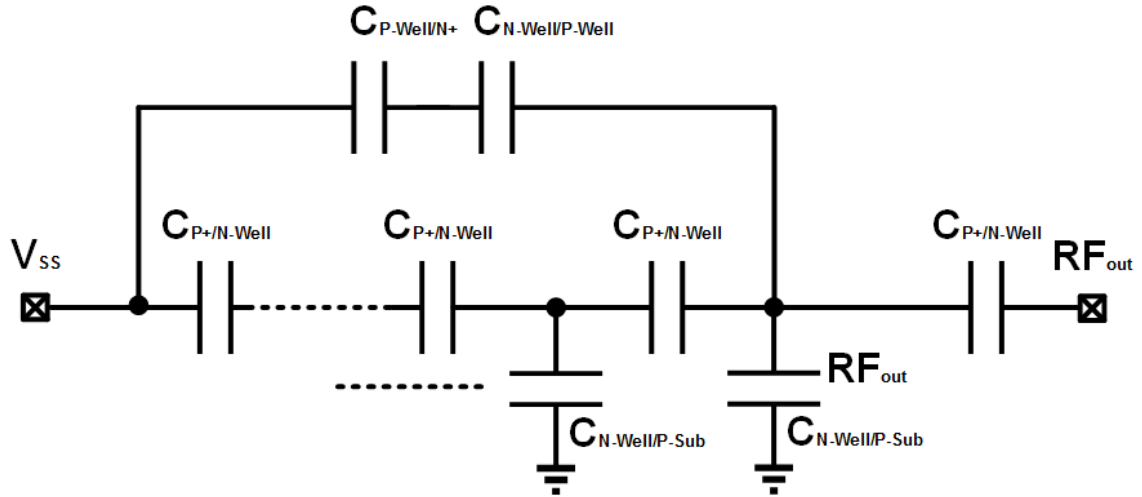 CP-Well/N+ CN-Well/P-Well
CP+/N-Well CP+/N-Well CP+/N-Well CP+/N-Well
VSS RFout
RFout
CN-Well/P-Sub CN-Well/P-Sub